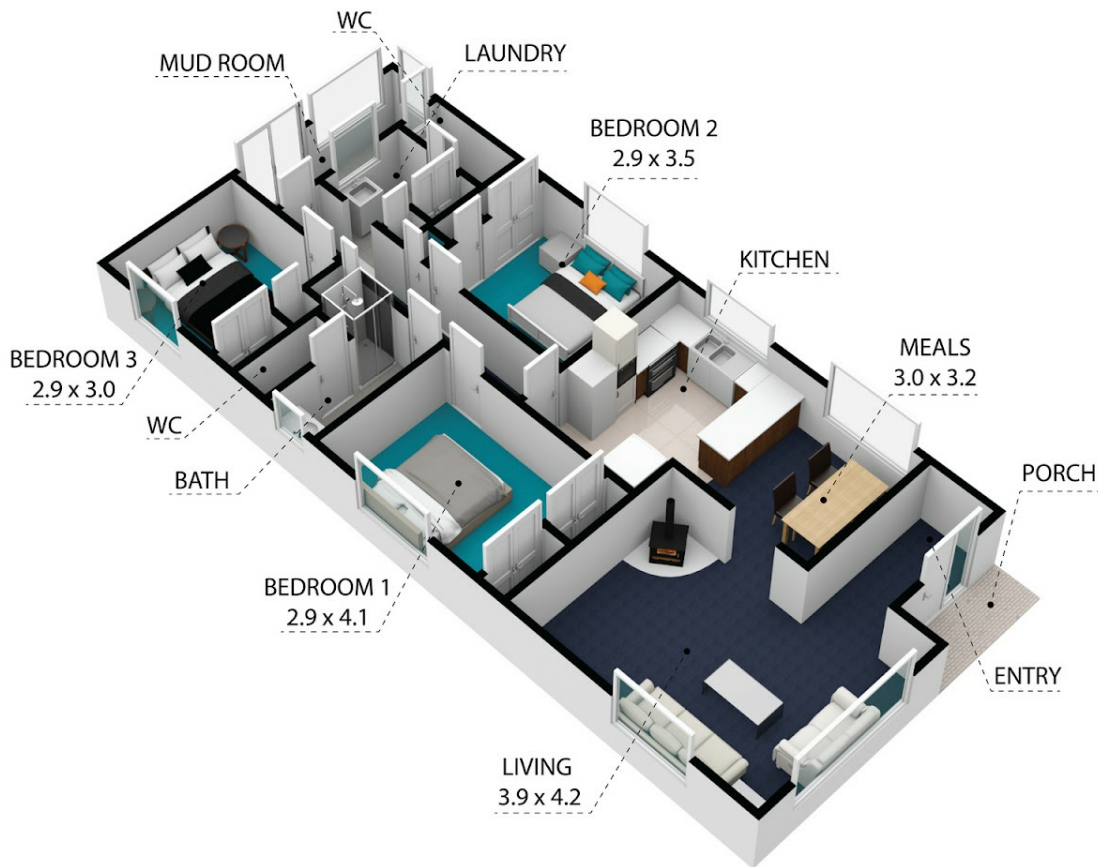 WC
MUD ROOM
LAUNDRY
BEDROOM 2
2.9 x 3.5
KITCHEN
MEALS
3.0 x 3.2
BEDROOM 3
2.9 x 3.0
WC
BATH
PORCH
BEDROOM 1
2.9 x 4.1
ENTRY
LIVING
3.9 x 4.2